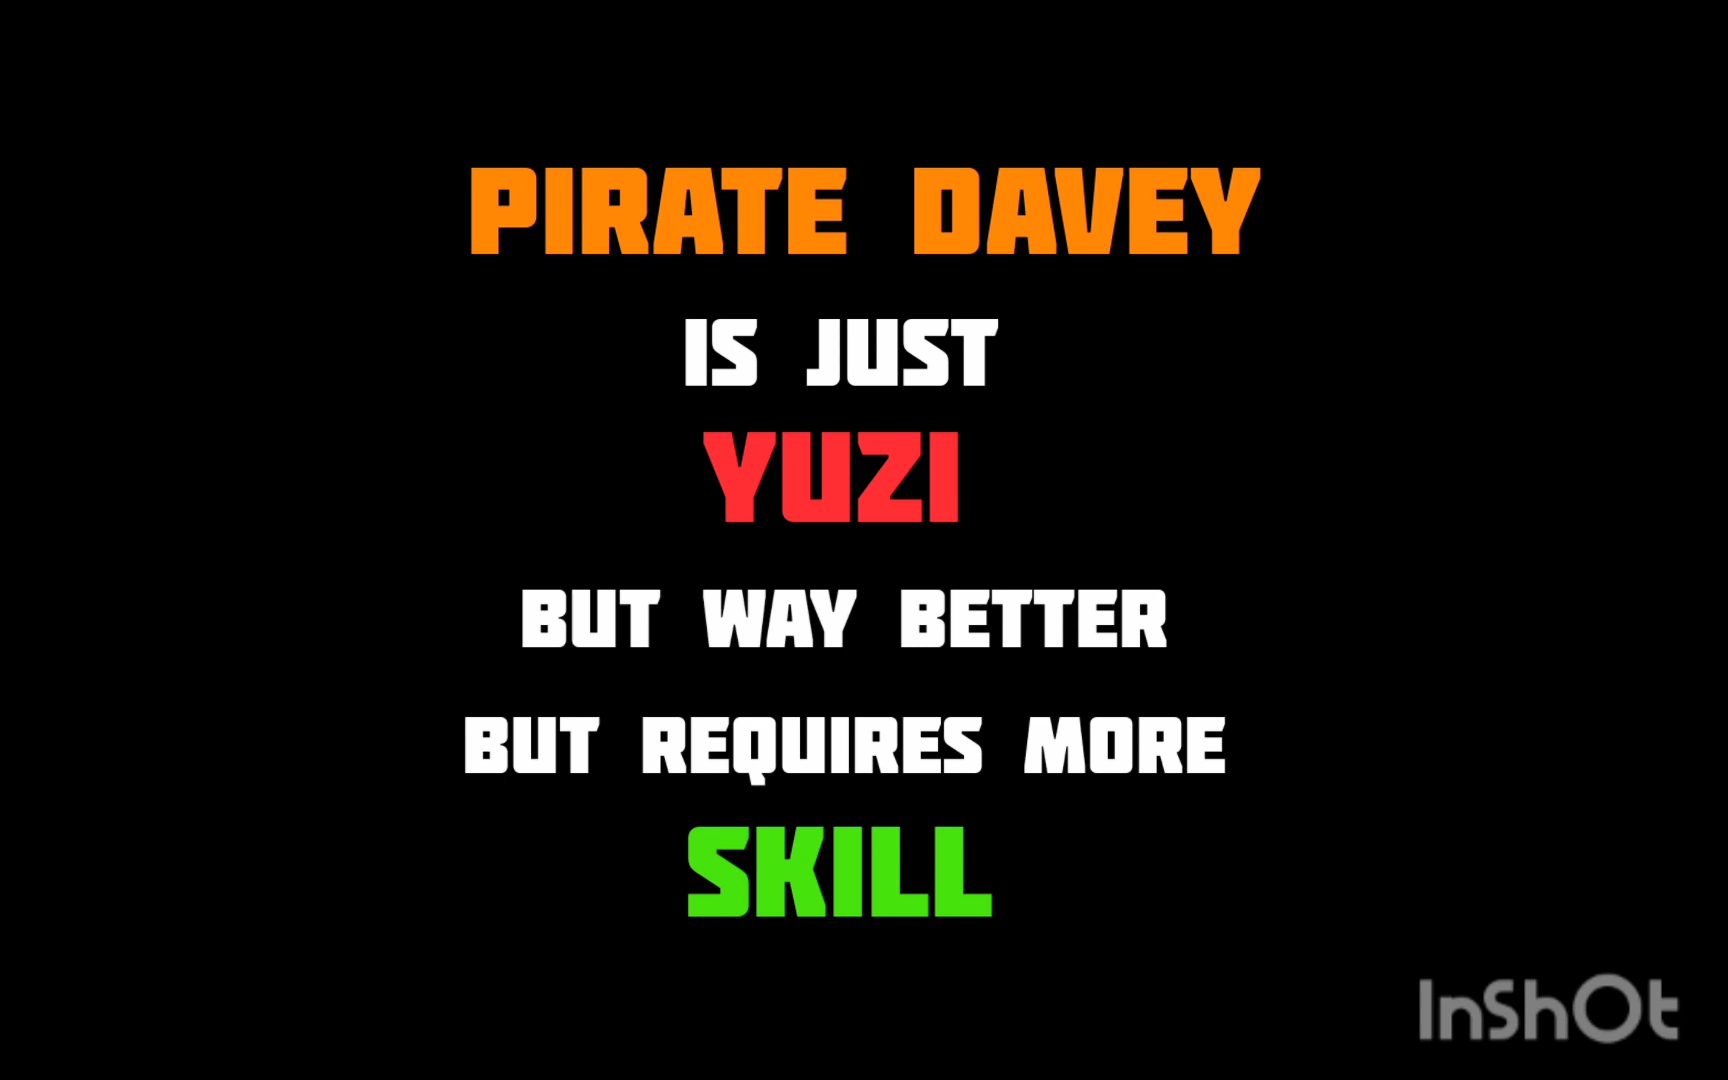 PIRATE DAVEY
IS JUST
YUZI
BUT WAY BETTER
BUT REQUIRES MORE
SKILL
InShOt